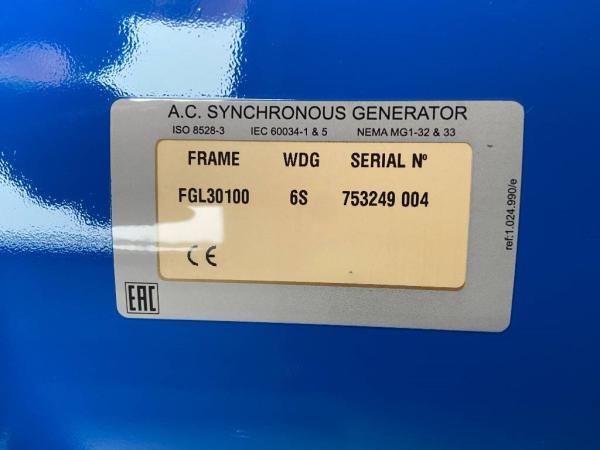 A.C. SYNCHRONOUS GENERATOR
ISO 8528-3 IEC 60034-1 & 5 NEMA MG1-32 & 33
FRAME WDG SERIAL Nº
FGL30100 6S 753249 004
CE
EAC
ref:1.024.990/e